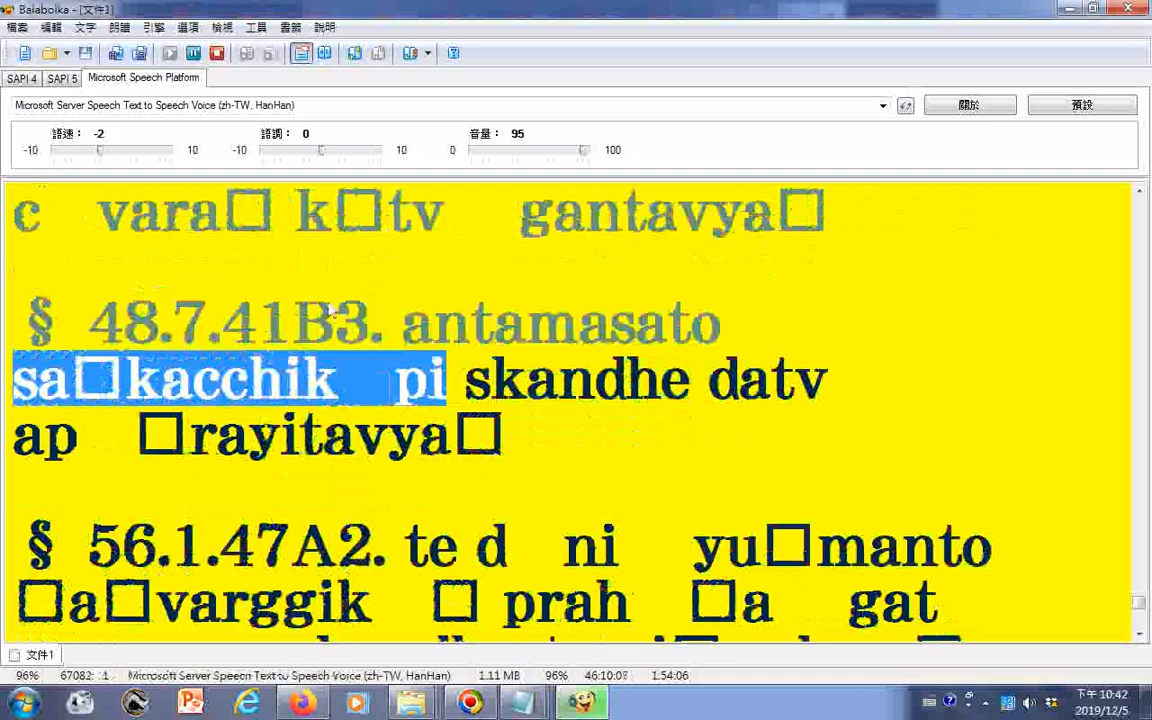 Balabolka - [文件1]
檔案 編輯 文字 朗讀 引擎 選項 檢視 工具 書籤 說明
SAPI 4 SAPI 5 Microsoft Speech Platform
Microsoft Server Speech Text to Speech Voice (zh-TW, HanHan) 關於 預設
語速： -2 語調： 0 音量： 95
-10 10 -10 10 0 100
c vara□ k□tv gantavya□
§ 48.7.41B3. antamasato
sa□kacchik pi skandhe datv
ap □rayitavya□
§ 56.1.47A2. te d ni yu□manto
□a□varggik □ prah □a gat
文件1
96% Microsoft Server Speech Text to Speech Voice (zh-TW, HanHan) 1.11 MB 96% 1:54:06
下午 10:42
2019/12/5